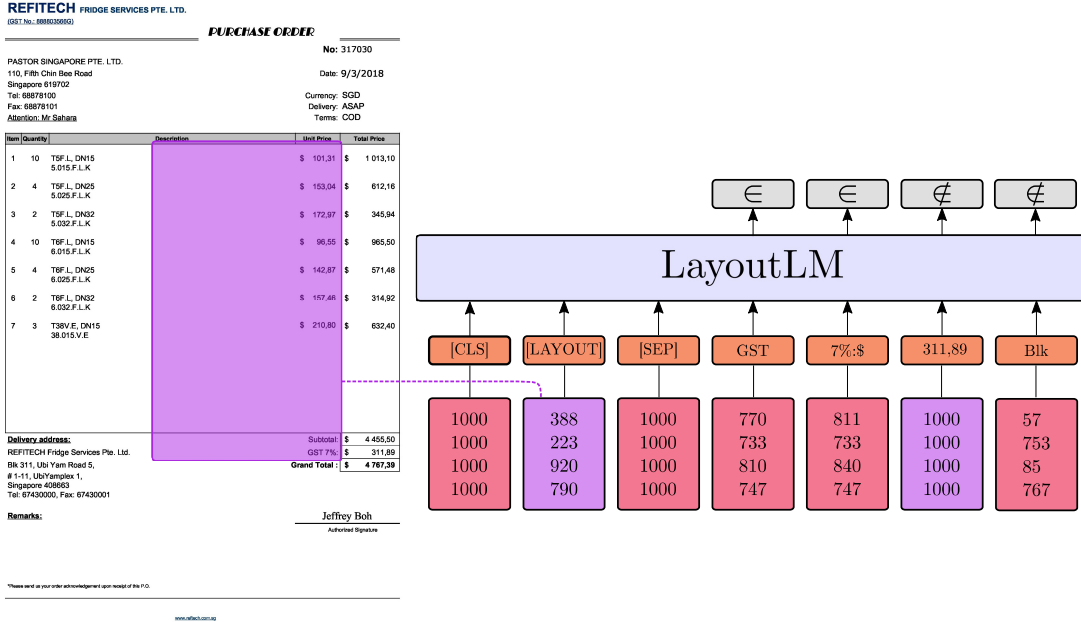 REFITECH FRIDGE SERVICES PTE. LTD.
(GST No.: 888803566G)
PURCHASE ORDER
No: 317030
PASTOR SINGAPORE PTE. LTD.
110, Fifth Chin Bee Road
Date: 9/3/2018
Singapore 619702
Tel: 68878100
Currency: SGD
Fax: 68878101
Delivery: ASAP
Attention: Mr Sahara
Terms: COD
Item Quantity Description Unit Price Total Price
1 10 T5F.L, DN15 $ 101,31 $ 1 013,10
5.015.F.L.K
2 4 T5F.L, DN25 $ 153,04 $ 612,16
5.025.F.L.K
3 2 T5F.L, DN32 $ 172,97 $ 345,94
5.032.F.L.K
4 10 T6F.L, DN15 $ 96,55 $ 965,50
6.015.F.L.K
5 4 T6F.L, DN25 $ 142,87 $ 571,48
6.025.F.L.K
6 2 T6F.L, DN32 $ 157,46 $ 314,92
6.032.F.L.K
7 3 T38V.E, DN15 $ 210,80 $ 632,40
38.015.V.E
Delivery address: Subtotal: $ 4 455,50
REFITECH Fridge Services Pte. Ltd. GST 7%: $ 311,89
Blk 311, Ubi Yam Road 5, Grand Total : $ 4 767,39
# 1-11, UbiYamplex 1,
Singapore 408663
Tel: 67430000, Fax: 67430001
Remarks: Jeffrey Boh
Authorized Signature
*Please send us your order acknowledgement upon receipt of this P.O.
www.refitech.com.sg
∈ ∈ ∉ ∉
LayoutLM
[CLS] [LAYOUT] [SEP] GST 7%:$ 311,89 Blk
1000 388 1000 770 811 1000 57
1000 223 1000 733 733 1000 753
1000 920 1000 810 840 1000 85
1000 790 1000 747 747 1000 767